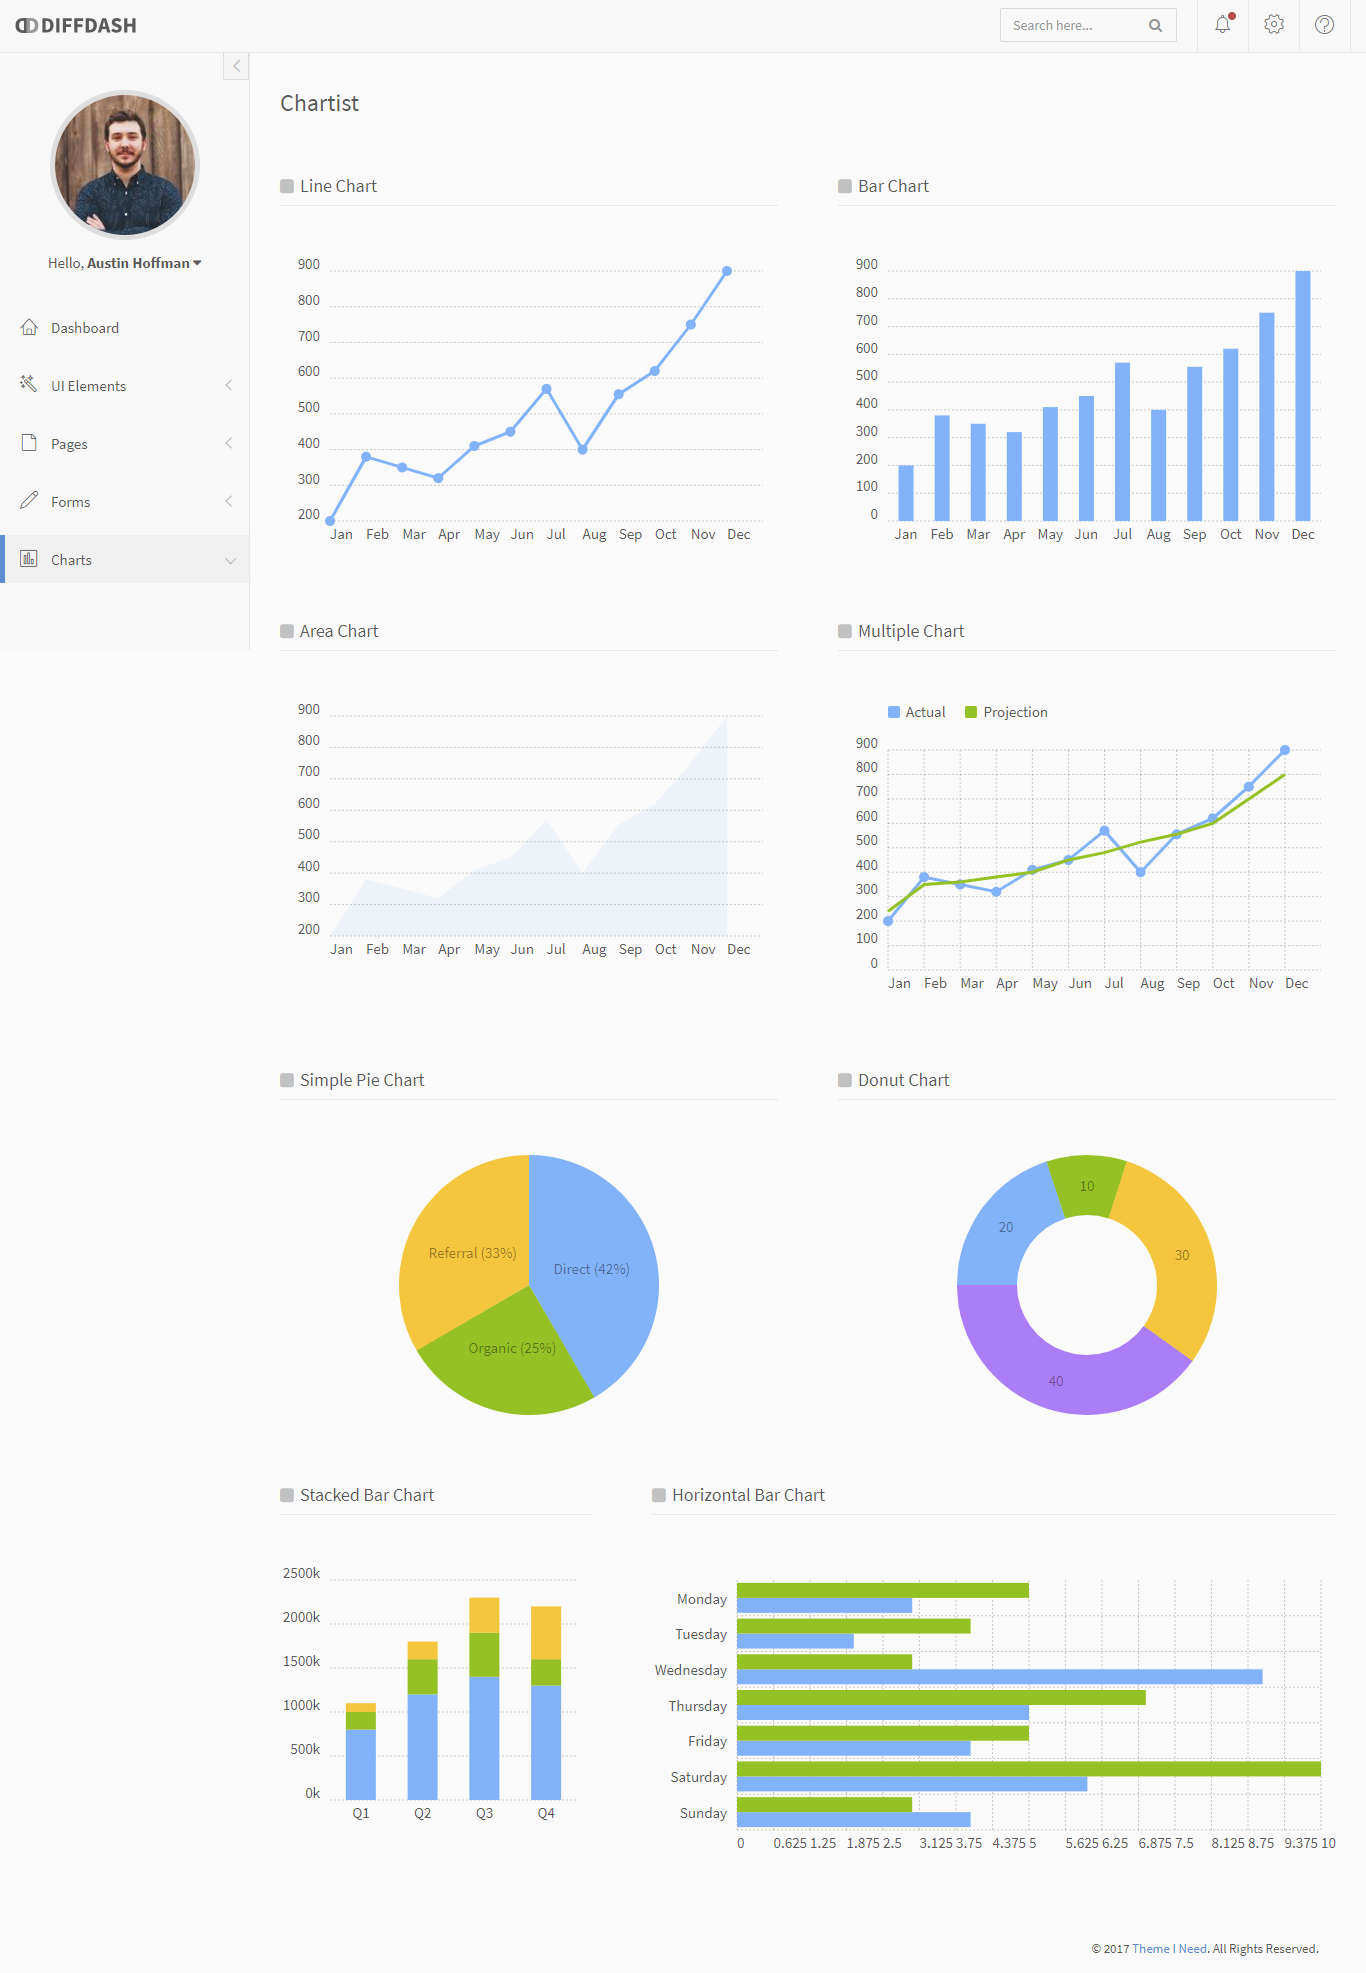 DIFFDASH
Search here...
Hello, Austin Hoffman
Dashboard
UI Elements
Pages
Forms
Charts
Chartist
Line Chart
900
800
700
600
500
400
300
200
Jan Feb Mar Apr May Jun Jul Aug Sep Oct Nov Dec
Bar Chart
900
800
700
600
500
400
300
200
100
0
Jan Feb Mar Apr May Jun Jul Aug Sep Oct Nov Dec
Area Chart
900
800
700
600
500
400
300
200
Jan Feb Mar Apr May Jun Jul Aug Sep Oct Nov Dec
Multiple Chart
Actual Projection
900
800
700
600
500
400
300
200
100
0
Jan Feb Mar Apr May Jun Jul Aug Sep Oct Nov Dec
Simple Pie Chart
Referral (33%)
Direct (42%)
Organic (25%)
Donut Chart
10
20
30
40
Stacked Bar Chart
2500k
2000k
1500k
1000k
500k
0k
Q1 Q2 Q3 Q4
Horizontal Bar Chart
Monday
Tuesday
Wednesday
Thursday
Friday
Saturday
Sunday
0 0.625 1.25 1.875 2.5 3.125 3.75 4.375 5 5.625 6.25 6.875 7.5 8.125 8.75 9.375 10
© 2017 Theme I Need. All Rights Reserved.